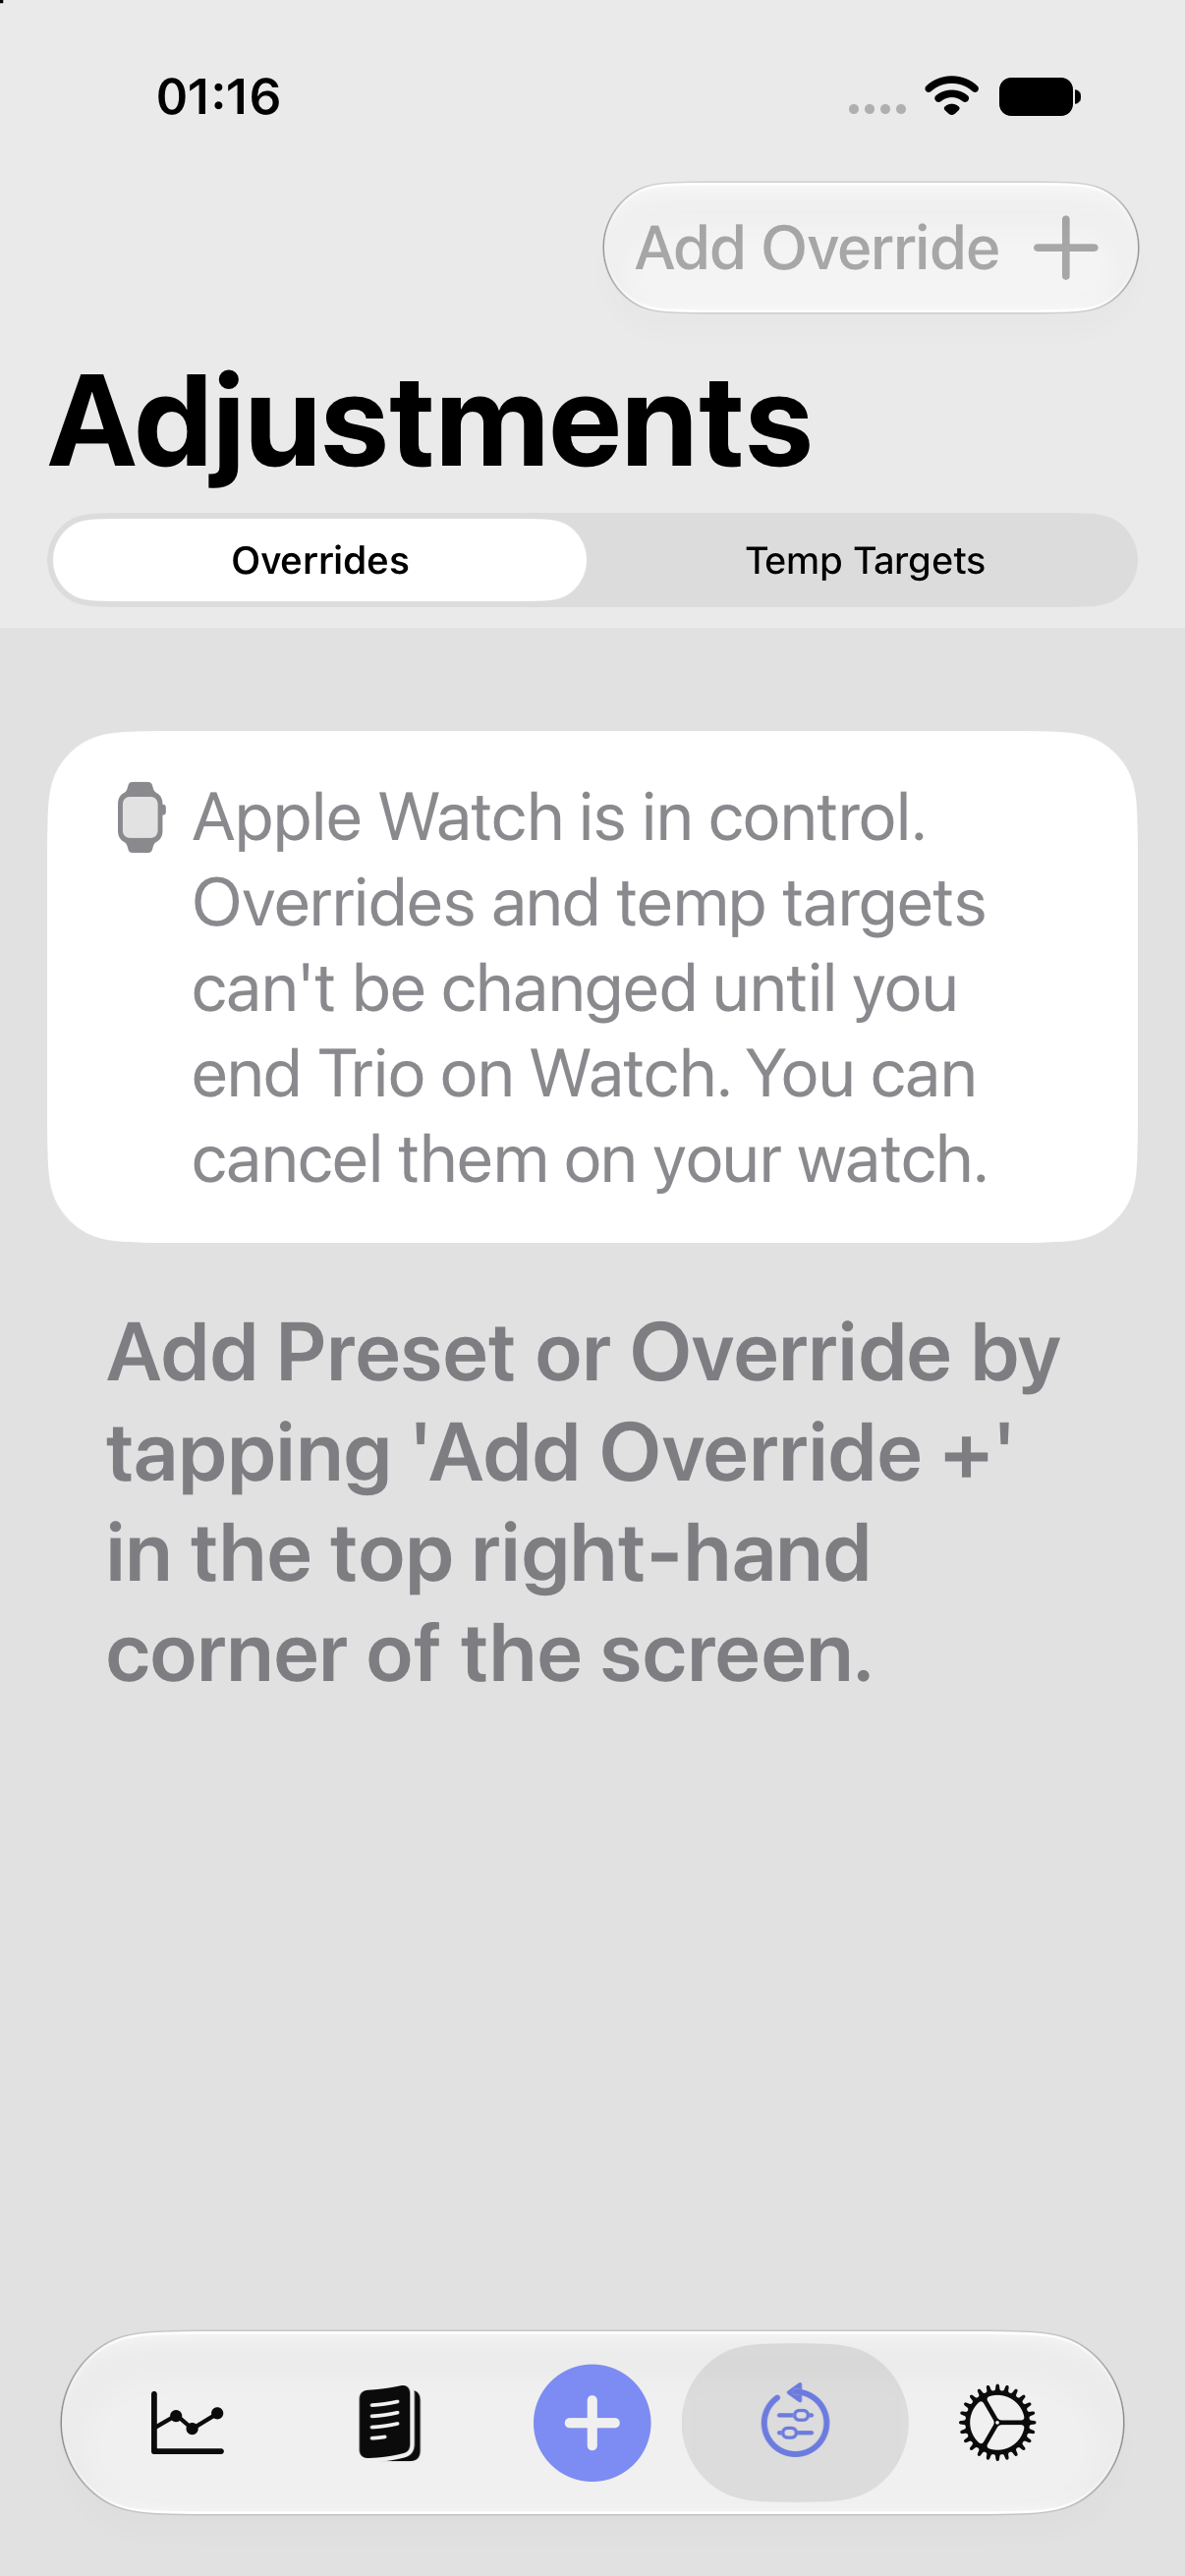 01:16
Add Override +
Adjustments
Overrides
Temp Targets
Apple Watch is in control.
Overrides and temp targets
can't be changed until you
end Trio on Watch. You can
cancel them on your watch.
Add Preset or Override by
tapping 'Add Override +'
in the top right-hand
corner of the screen.